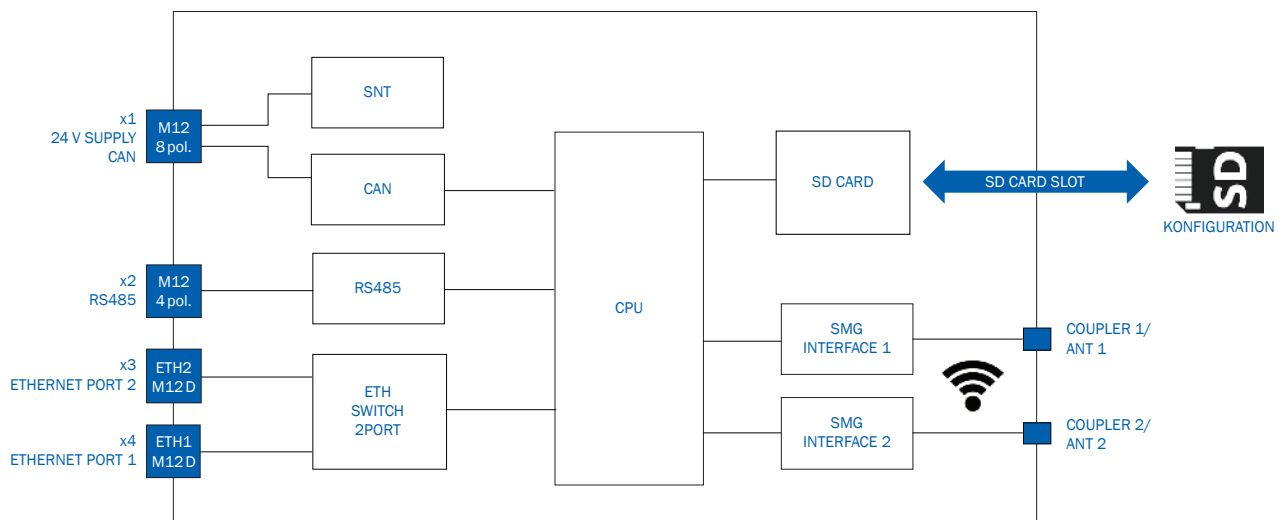 x1
24 V SUPPLY
CAN
M12
8 pol.
SNT
CAN
x2
RS485
M12
4 pol.
RS485
x3
ETHERNET PORT 2
ETH2
M12 D
x4
ETHERNET PORT 1
ETH1
M12 D
ETH
SWITCH
2PORT
CPU
SD CARD
SD CARD SLOT
SD
KONFIGURATION
SMG
INTERFACE 1
COUPLER 1/
ANT 1
SMG
INTERFACE 2
COUPLER 2/
ANT 2